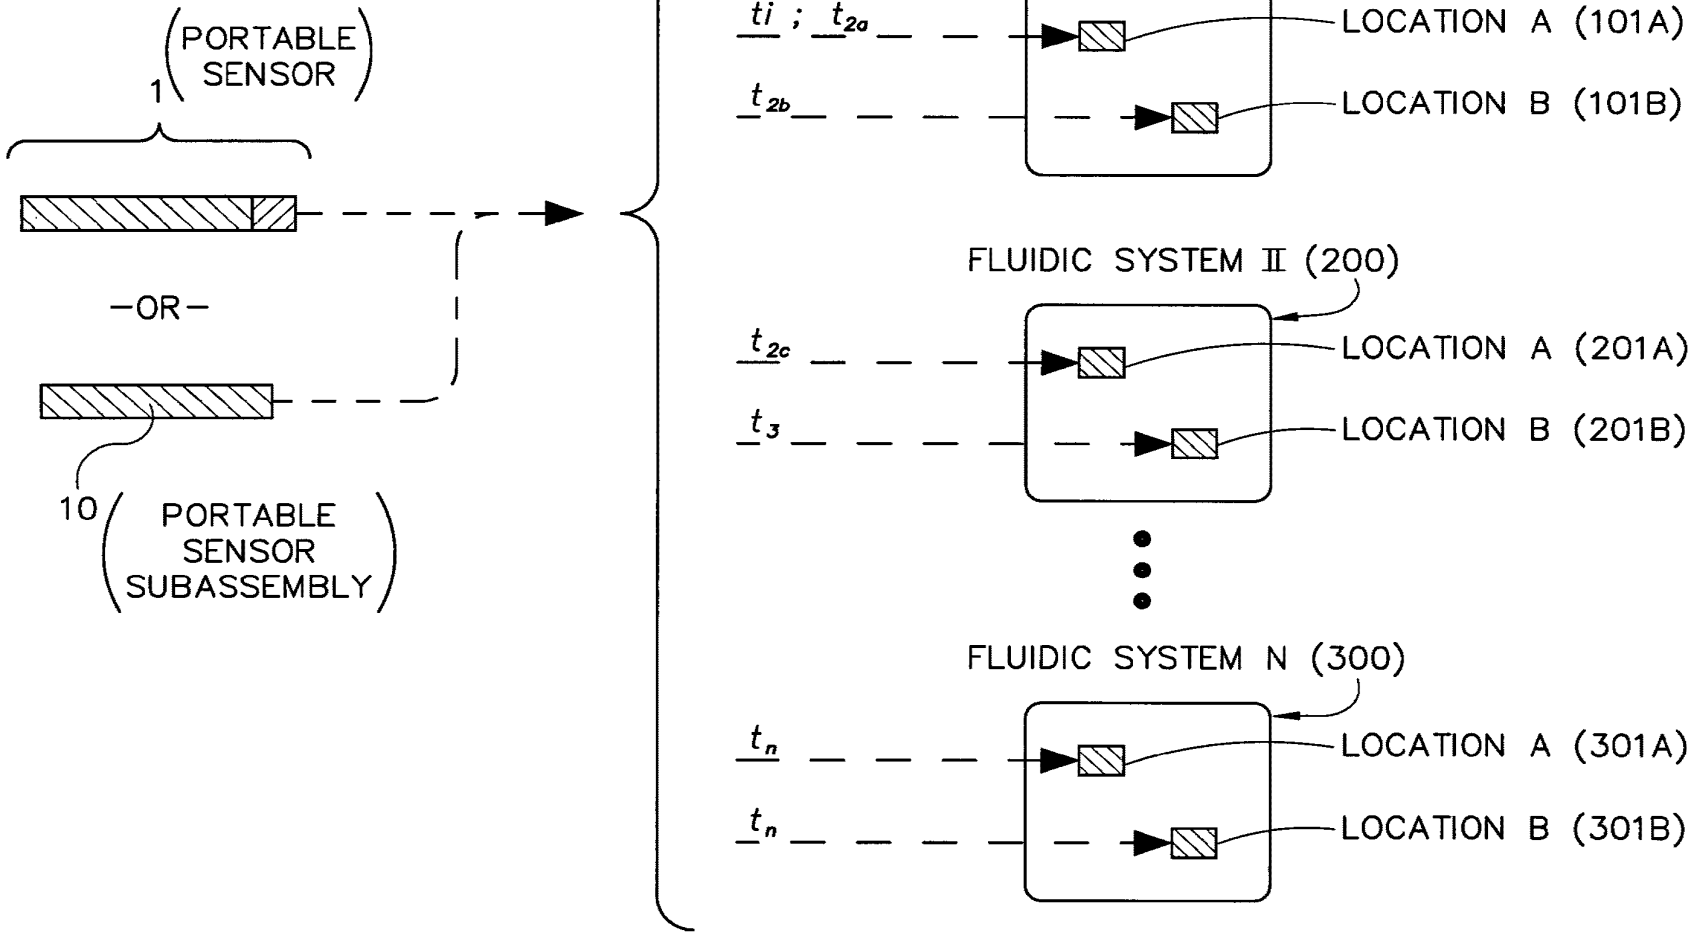 (PORTABLE
SENSOR)
1
-OR-
10
(PORTABLE
SENSOR
SUBASSEMBLY)
ti ; t2a
LOCATION A (101A)
t2b
LOCATION B (101B)
FLUIDIC SYSTEM II (200)
t2c
LOCATION A (201A)
t3
LOCATION B (201B)
FLUIDIC SYSTEM N (300)
tn
LOCATION A (301A)
tn
LOCATION B (301B)